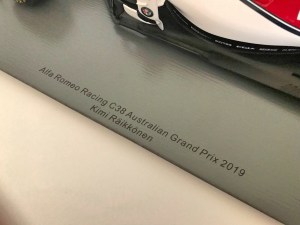 Alfa Romeo Racing C38 Australian Grand Prix 2019
Kimi Räikkönen